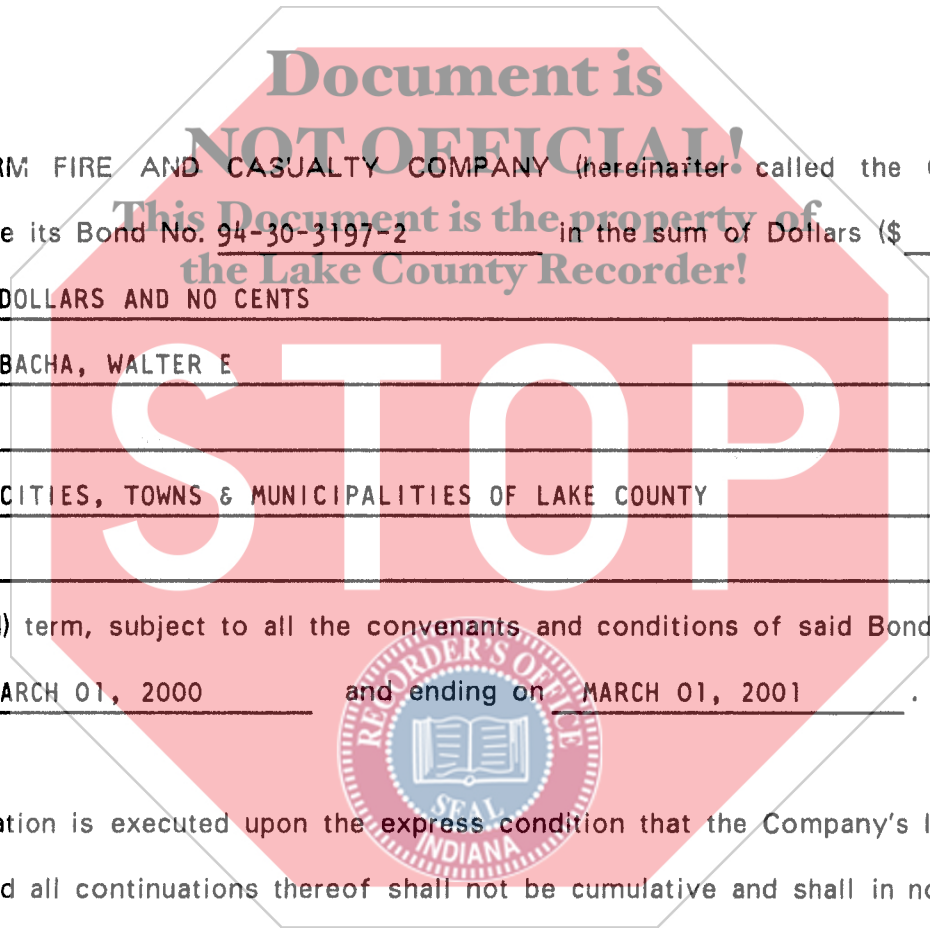 Document is
NOT OFFICIAL!
RM FIRE AND CASUALTY COMPANY (hereinafter called the
This Document is the property of
e its Bond No. 94-30-3197-2 in the sum of Dollars ($
the Lake County Recorder!
DOLLARS AND NO CENTS
BACHA, WALTER E
STOP
CITIES, TOWNS & MUNICIPALITIES OF LAKE COUNTY
) term, subject to all the convenants and conditions of said Bond
RECORDER'S OFFICE
ARCH 01, 2000 and ending on MARCH 01, 2001 .
SEAL
INDIANA
ation is executed upon the express condition that the Company's
d all continuations thereof shall not be cumulative and shall in no